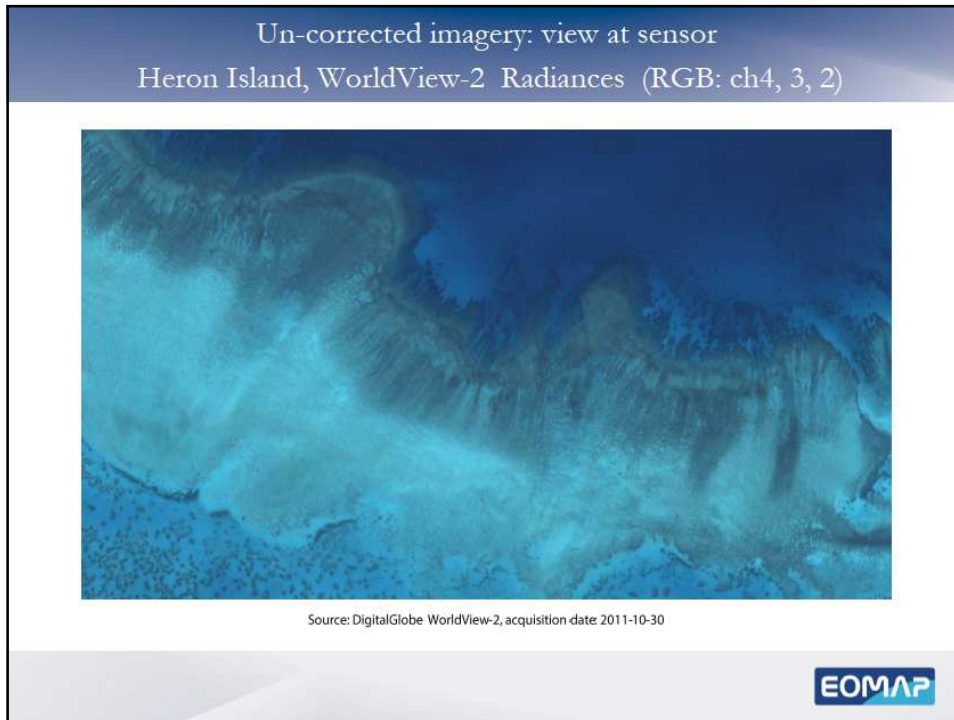 Un-corrected imagery: view at sensor
Heron Island, WorldView-2 Radiances (RGB: ch4, 3, 2)
Source: DigitalGlobe WorldView-2, acquisition date: 2011-10-30
EOMAP